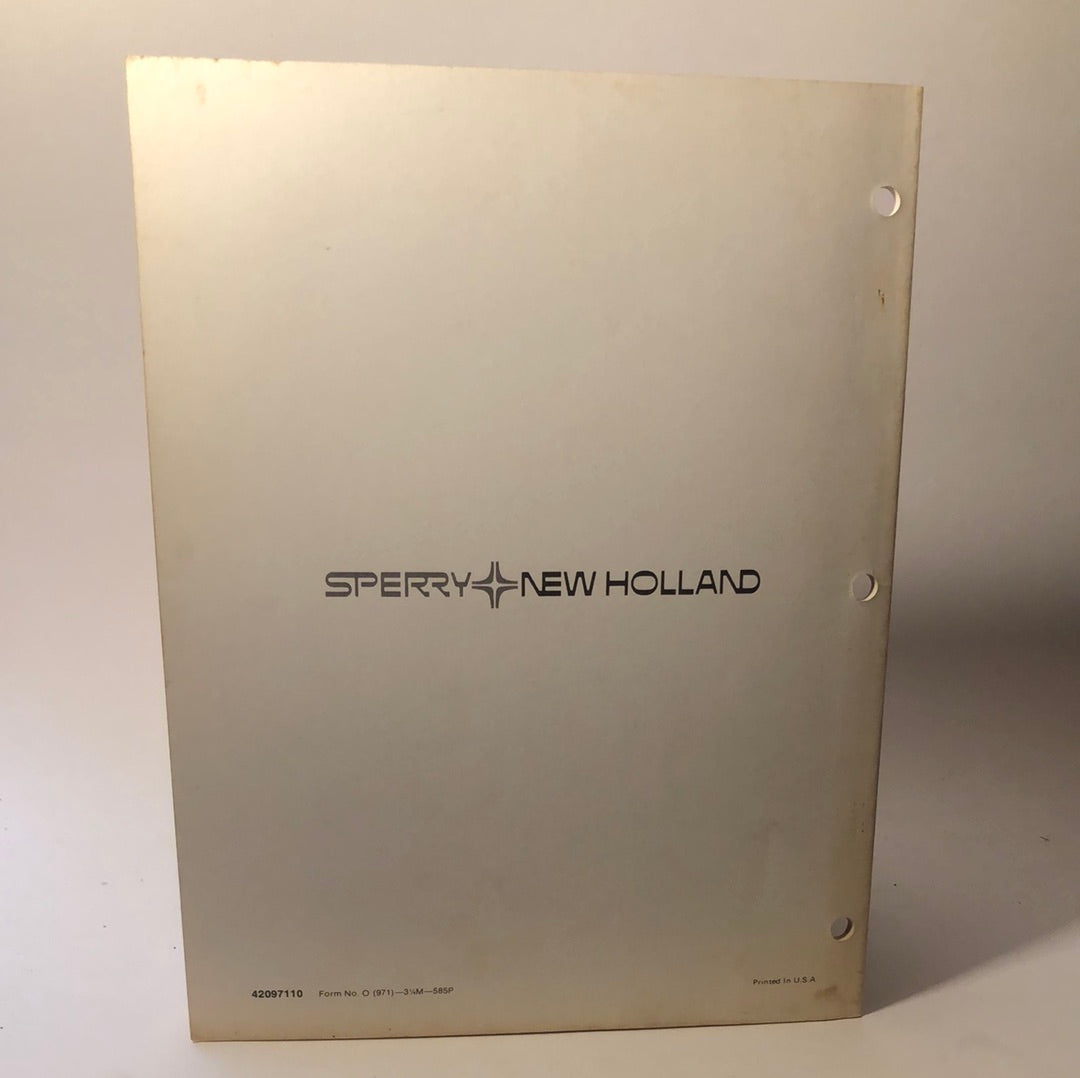 SPERRY NEW HOLLAND
42097110 Form No. O (971)—3¼M—585P
Printed In U.S.A